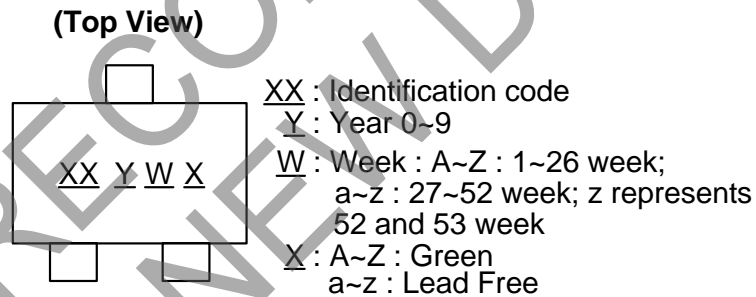 (Top View)
XX : Identification code
Y : Year 0~9
XX Y W X
W : Week : A~Z : 1~26 week;
a~z : 27~52 week; z represents
52 and 53 week
X : A~Z : Green
a~z : Lead Free